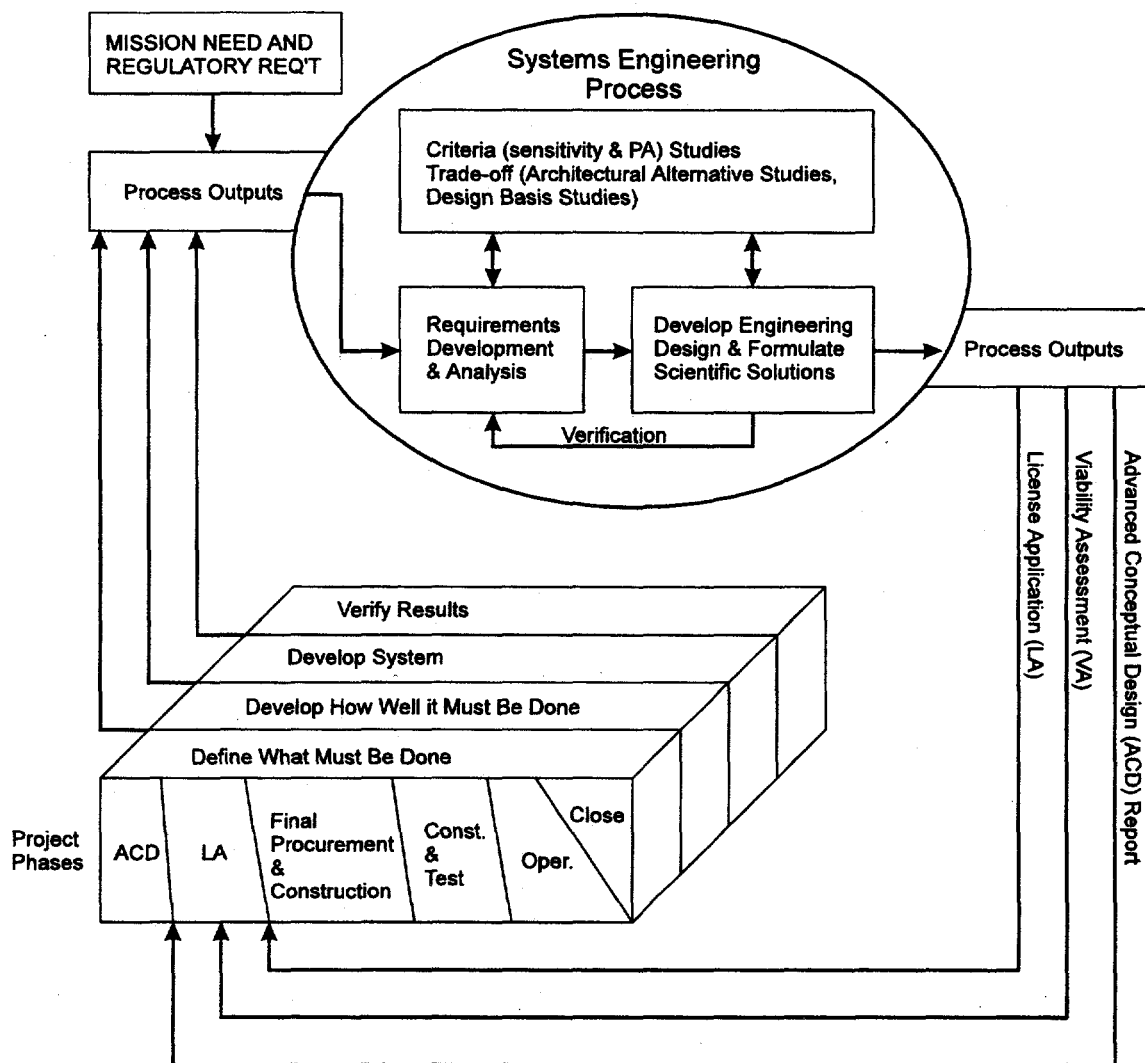 MISSION NEED AND
REGULATORY REQ'T
Systems Engineering
Process
Criteria (sensitivity & PA) Studies
Trade-off (Architectural Alternative Studies,
Design Basis Studies)
Process Outputs
Requirements
Development
& Analysis
Develop Engineering
Design & Formulate
Scientific Solutions
Process Outputs
Verification
License Application (LA)
Viability Assessment (VA)
Advanced Conceptual Design (ACD) Report
Verify Results
Develop System
Develop How Well it Must Be Done
Define What Must Be Done
Project
Phases
ACD
LA
Final
Procurement
&
Construction
Const.
&
Test
Oper.
Close